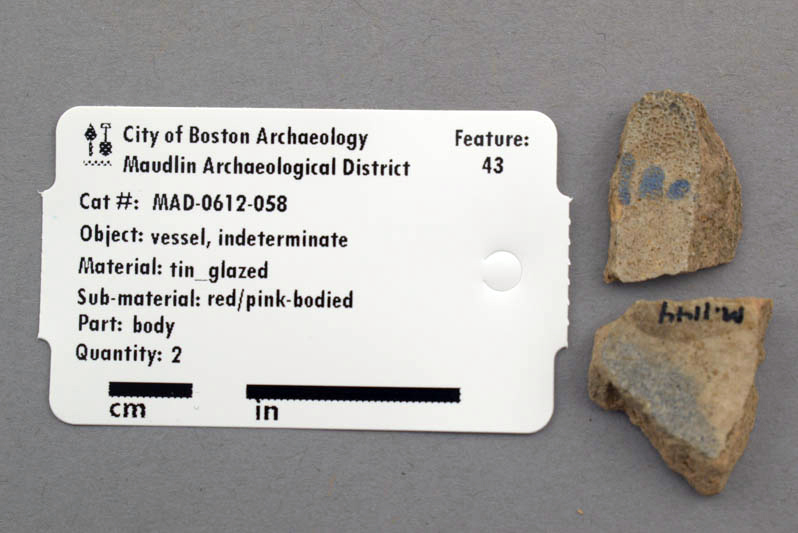 City of Boston Archaeology
Maudlin Archaeological District
Feature:
43
Cat #: MAD-0612-058
Object: vessel, indeterminate
Material: tin_glazed
Sub-material: red/pink-bodied
Part: body
Quantity: 2
cm
in